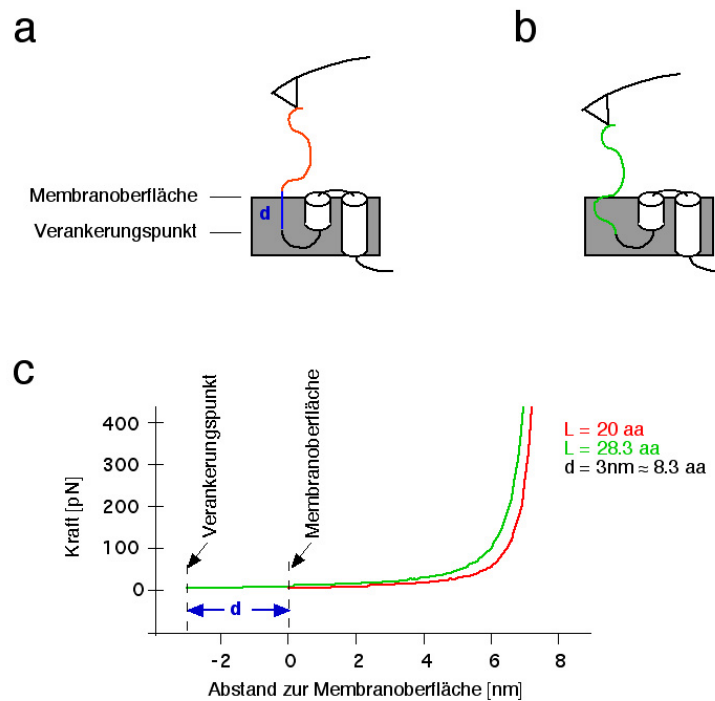 a
b
Membranoberfläche
d
Verankerungspunkt
c
Verankerungspunkt
Membranoberfläche
400
300
200
100
0
Kraft [pN]
L = 20 aa
L = 28.3 aa
d = 3nm ≈ 8.3 aa
d
-2 0 2 4 6 8
Abstand zur Membranoberfläche [nm]